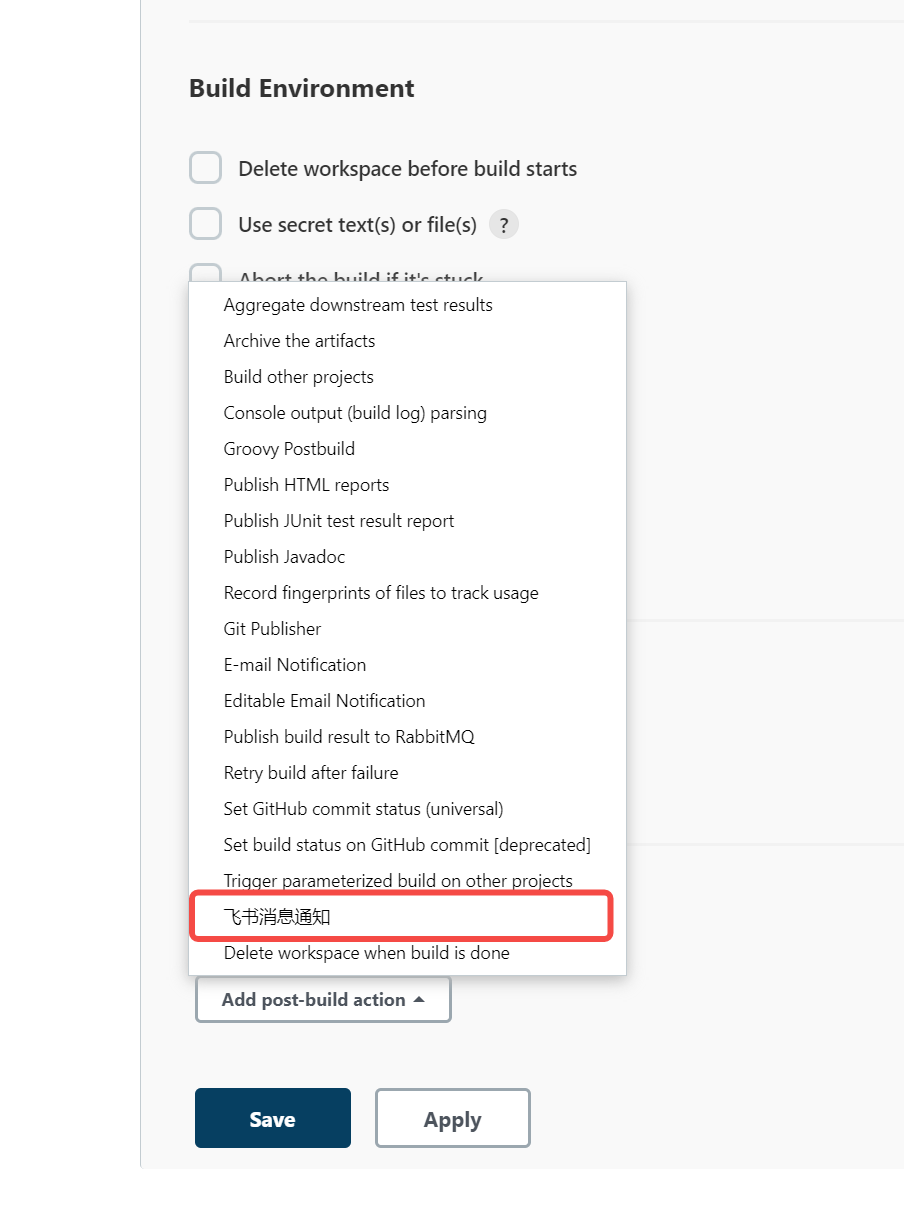 Build Environment
Delete workspace before build starts
Use secret text(s) or file(s) ?
Abort the build if it's stuck
Aggregate downstream test results
Archive the artifacts
Build other projects
Console output (build log) parsing
Groovy Postbuild
Publish HTML reports
Publish JUnit test result report
Publish Javadoc
Record fingerprints of files to track usage
Git Publisher
E-mail Notification
Editable Email Notification
Publish build result to RabbitMQ
Retry build after failure
Set GitHub commit status (universal)
Set build status on GitHub commit [deprecated]
Trigger parameterized build on other projects
飞书消息通知
Delete workspace when build is done
Add post-build action
Save Apply